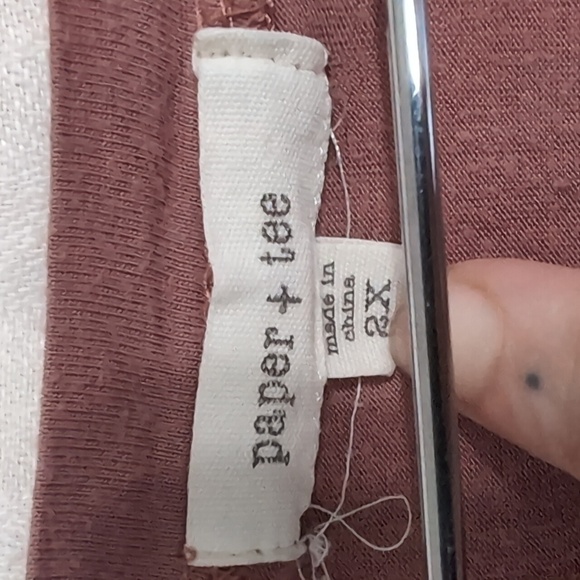 paper + tee
made in
china
2X